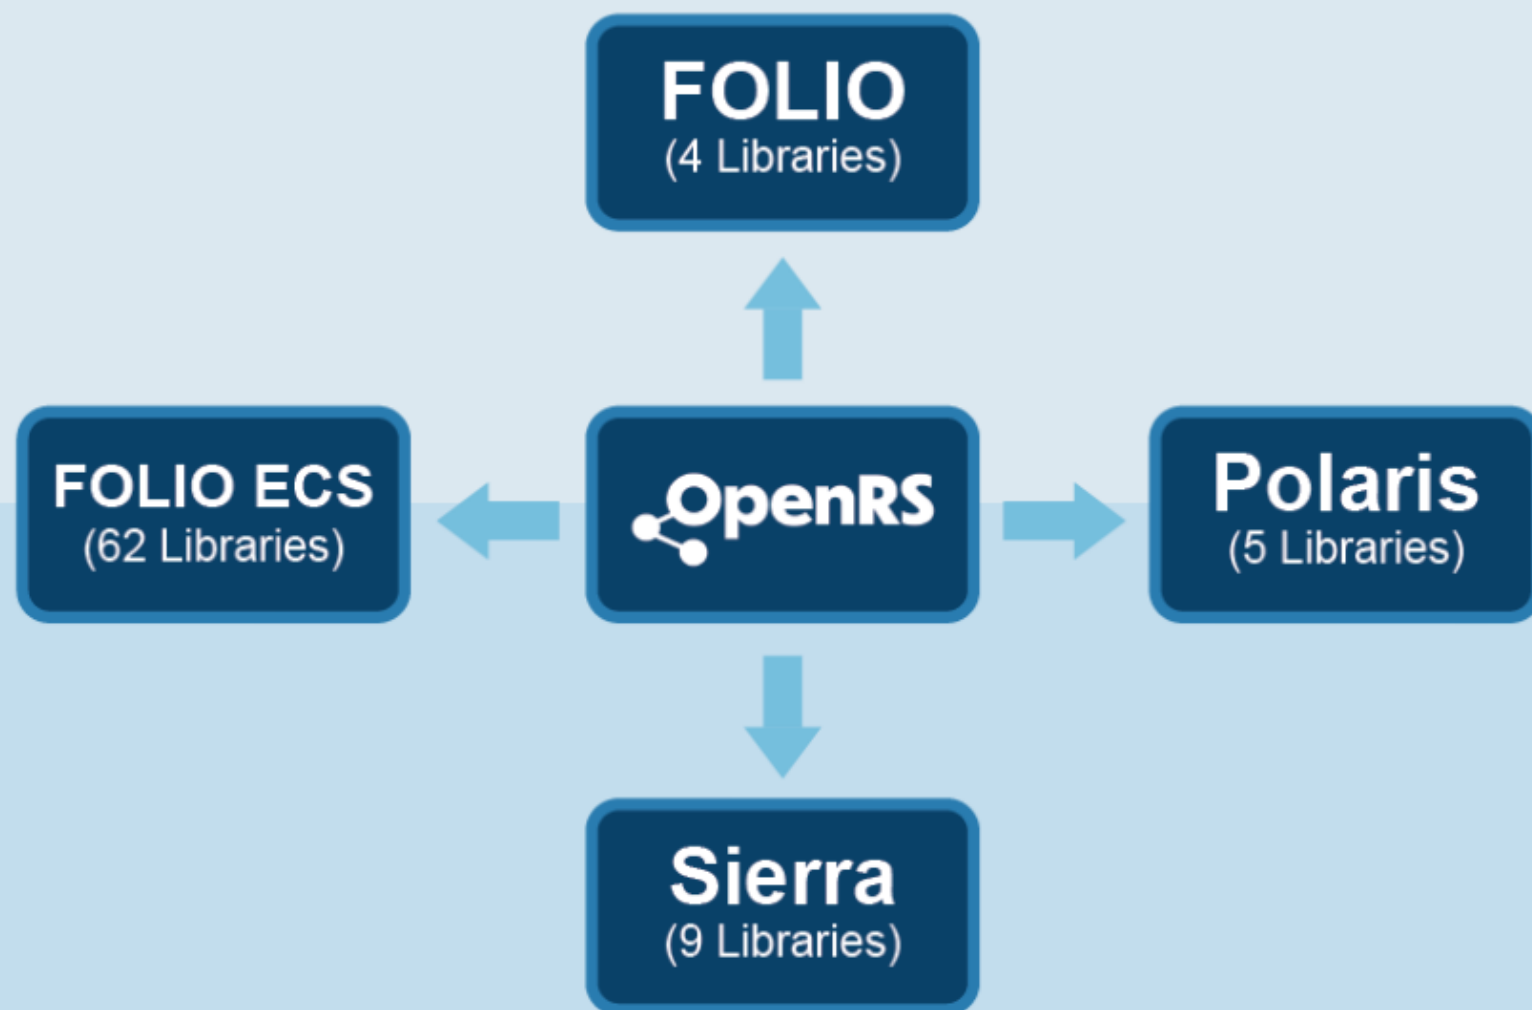 FOLIO
(4 Libraries)
FOLIO ECS
(62 Libraries)
OpenRS
Polaris
(5 Libraries)
Sierra
(9 Libraries)